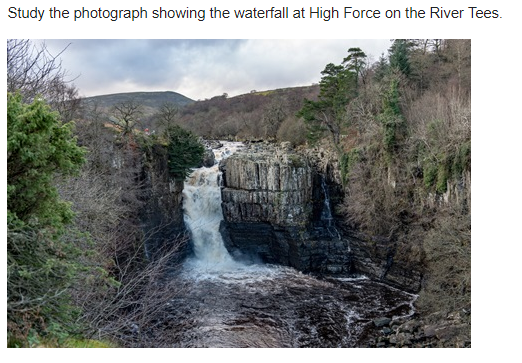 Study the photograph showing the waterfall at High Force on the River Tees.